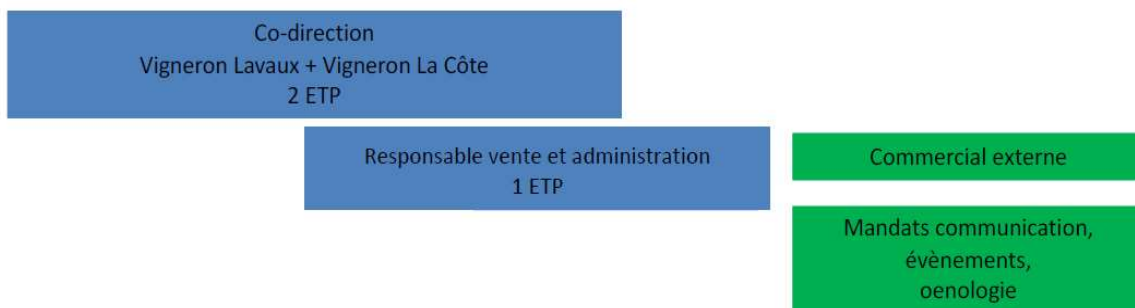 Co-direction
Vigneron Lavaux + Vigneron La Côte
2 ETP
Responsable vente et administration
1 ETP
Commercial externe
Mandats communication,
évènements,
oenologie